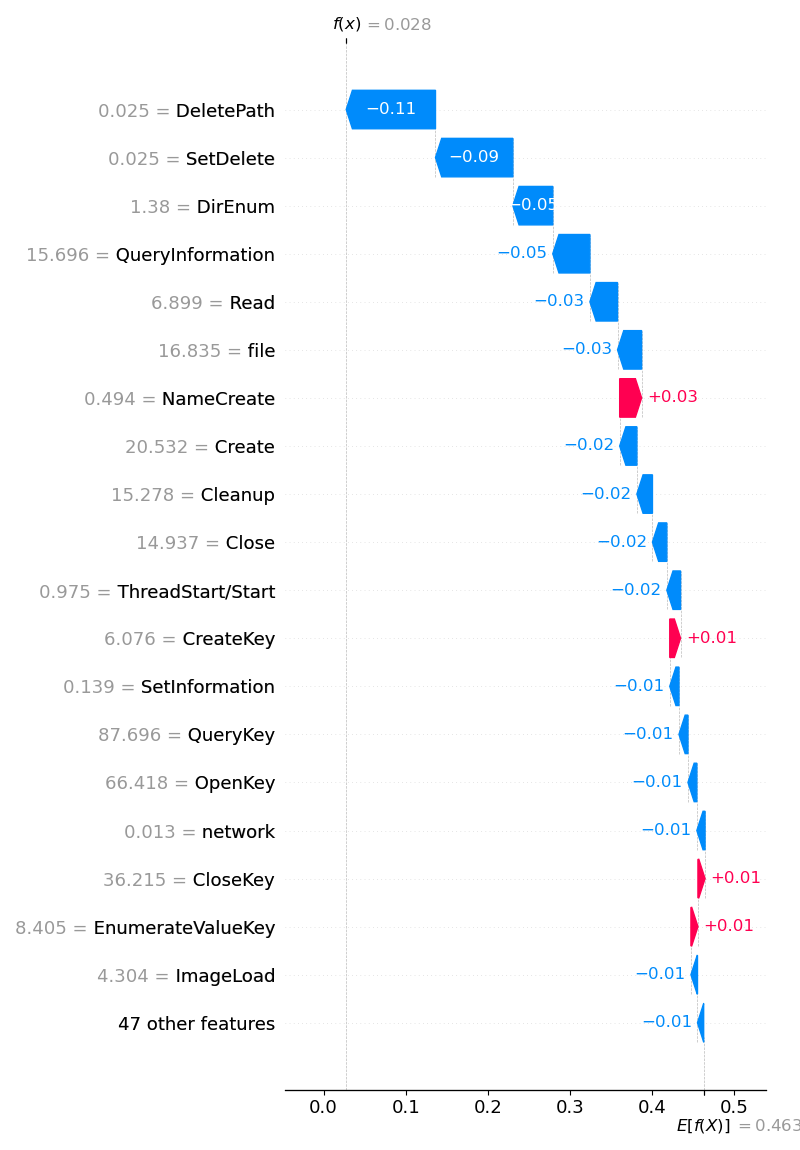 f(x) = 0.028
0.025 = DeletePath −0.11
0.025 = SetDelete −0.09
1.38 = DirEnum −0.05
15.696 = QueryInformation −0.05
6.899 = Read −0.03
16.835 = file −0.03
0.494 = NameCreate +0.03
20.532 = Create −0.02
15.278 = Cleanup −0.02
14.937 = Close −0.02
0.975 = ThreadStart/Start −0.02
6.076 = CreateKey +0.01
0.139 = SetInformation −0.01
87.696 = QueryKey −0.01
66.418 = OpenKey −0.01
0.013 = network −0.01
36.215 = CloseKey +0.01
8.405 = EnumerateValueKey +0.01
4.304 = ImageLoad −0.01
47 other features −0.01
0.0 0.1 0.2 0.3 0.4 0.5
E[f(X)] = 0.463